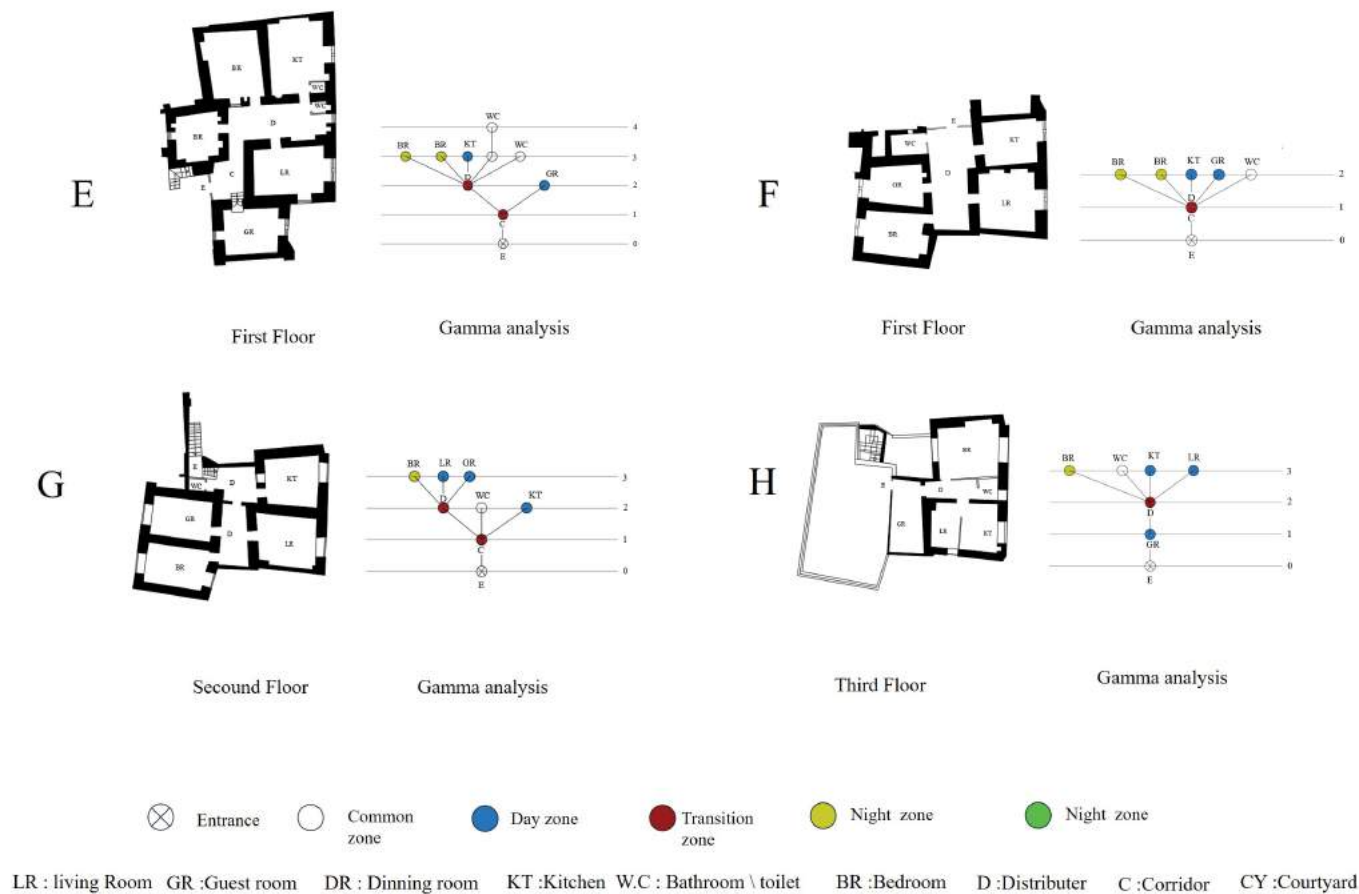 E
BR
KT
WC
WC
BR
D
C
LR
E
GR
First Floor
WC
4
BR
BR
KT
WC
3
D
GR
2
1
C
0
E
Gamma analysis
F
E
WC
KT
GR
D
LR
BR
First Floor
BR
BR
KT
GR
WC
2
D
1
C
0
E
Gamma analysis
G
E
WC
D
KT
GR
D
LR
BR
Secound Floor
BR
LR
GR
3
D
WC
KT
2
1
C
0
E
Gamma analysis
H
BR
E
D
WC
GR
LR
KT
Third Floor
BR
WC
KT
LR
3
2
D
1
GR
0
E
Gamma analysis
Entrance
Common
zone
Day zone
Transition
zone
Night zone
Night zone
LR : living Room GR :Guest room DR : Dinning room KT :Kitchen W.C : Bathroom \ toilet BR :Bedroom D :Distributer C :Corridor CY :Courtyard